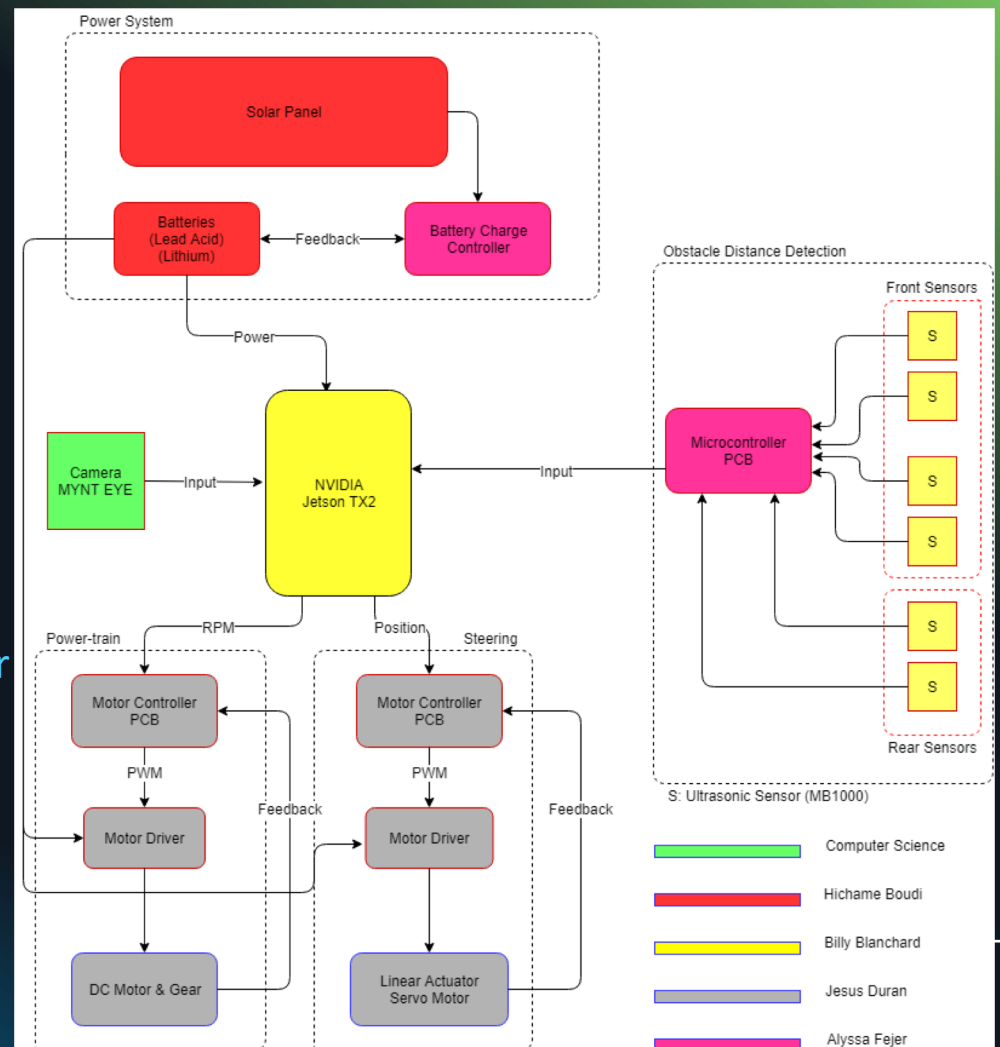 Power System
Solar Panel
Batteries
(Lead Acid)
(Lithium)
Feedback
Battery Charge
Controller
Power
Obstacle Distance Detection
Front Sensors
S
S
S
S
S
S
Rear Sensors
Microcontroller
PCB
Input
Camera
MYNT EYE
Input
NVIDIA
Jetson TX2
RPM
Position
Power-train
Steering
Motor Controller
PCB
PWM
Motor Driver
Feedback
DC Motor & Gear
Motor Controller
PCB
PWM
Motor Driver
Feedback
Linear Actuator
Servo Motor
r
S: Ultrasonic Sensor (MB1000)
Computer Science
Hichame Boudi
Billy Blanchard
Jesus Duran
Alyssa Fejer